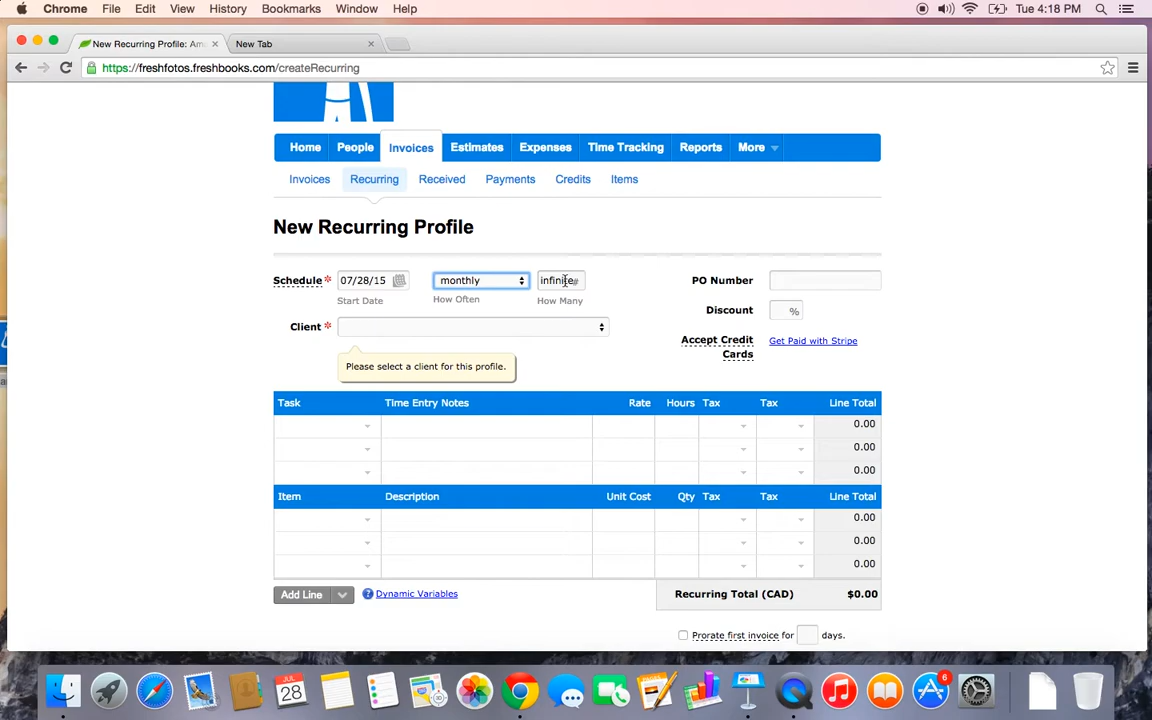 Chrome File Edit View History Bookmarks Window Help Tue 4:18 PM
New Recurring Profile: Am × New Tab ×
https://freshfotos.freshbooks.com/createRecurring
Home People Invoices Estimates Expenses Time Tracking Reports More
Invoices Recurring Received Payments Credits Items
New Recurring Profile
Schedule* 07/28/15 monthly infinite# PO Number
Start Date How Often How Many
Discount %
Client*
Accept Credit Cards Get Paid with Stripe
Please select a client for this profile.
Task Time Entry Notes Rate Hours Tax Tax Line Total
0.00
0.00
0.00
Item Description Unit Cost Qty Tax Tax Line Total
0.00
0.00
0.00
Add Line ? Dynamic Variables Recurring Total (CAD) $0.00
Prorate first invoice for days.
JUL
28
6